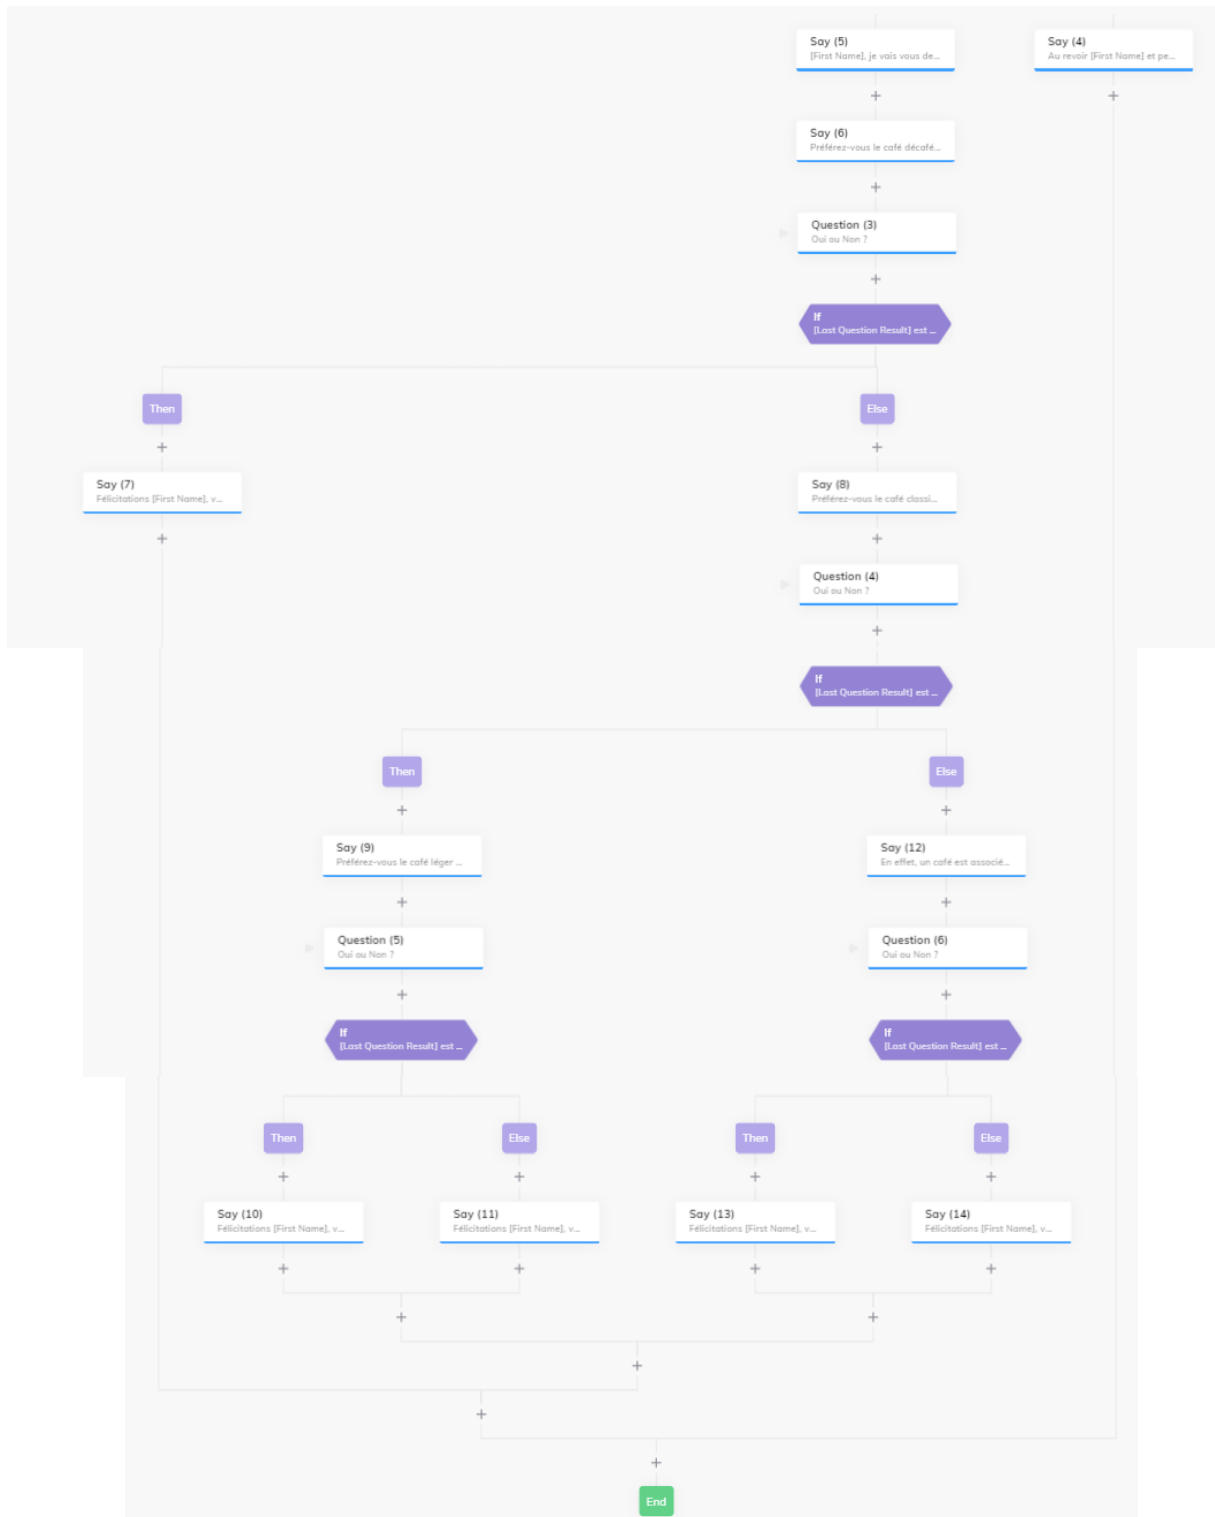 Say (5)
[First Name], je vais vous de...
Say (4)
Au revoir [First Name] et pe...
Say (6)
Préférez-vous le café décafé...
Question (3)
Oui ou Non ?
If
[Last Question Result] est ...
Then
Else
Say (7)
Félicitations [First Name], v...
Say (8)
Préférez-vous le café classi...
Question (4)
Oui ou Non ?
If
[Last Question Result] est ...
Then
Else
Say (9)
Préférez-vous le café léger ...
Say (12)
En effet, un café est associé...
Question (5)
Oui ou Non ?
Question (6)
Oui ou Non ?
If
[Last Question Result] est ...
If
[Last Question Result] est ...
Then
Else
Then
Else
Say (10)
Félicitations [First Name], v...
Say (11)
Félicitations [First Name], v...
Say (13)
Félicitations [First Name], v...
Say (14)
Félicitations [First Name], v...
End